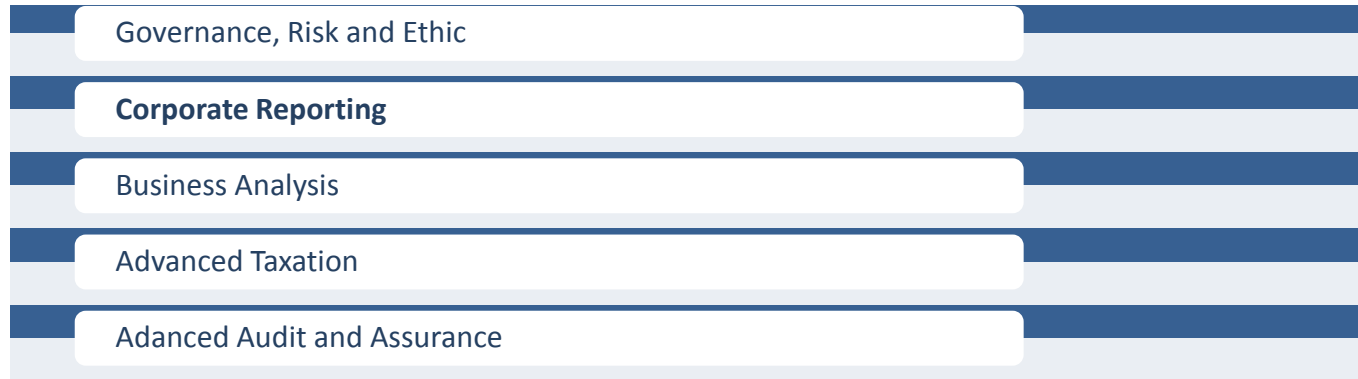 Governance, Risk and Ethic
Corporate Reporting
Business Analysis
Advanced Taxation
Adanced Audit and Assurance